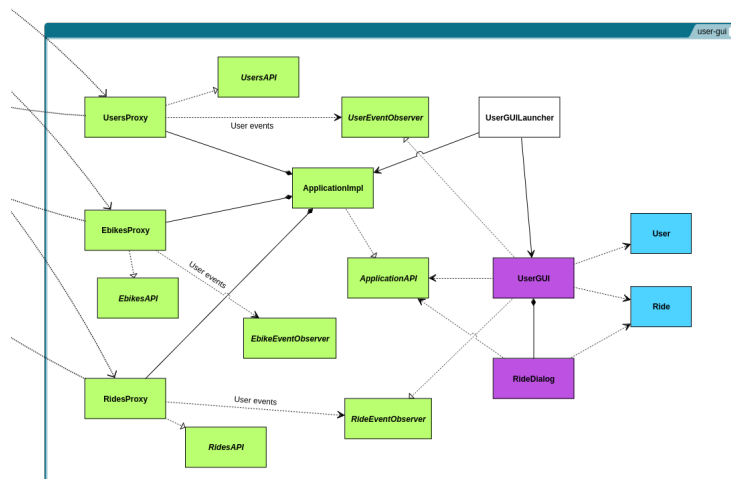 user-gui
UsersAPI
UsersProxy
User events
UserEventObserver
UserGUILauncher
ApplicationImpl
EbikesProxy
User
User events
EbikesAPI
ApplicationAPI
UserGUI
Ride
EbikeEventObserver
RideDialog
RidesProxy
User events
RideEventObserver
RidesAPI